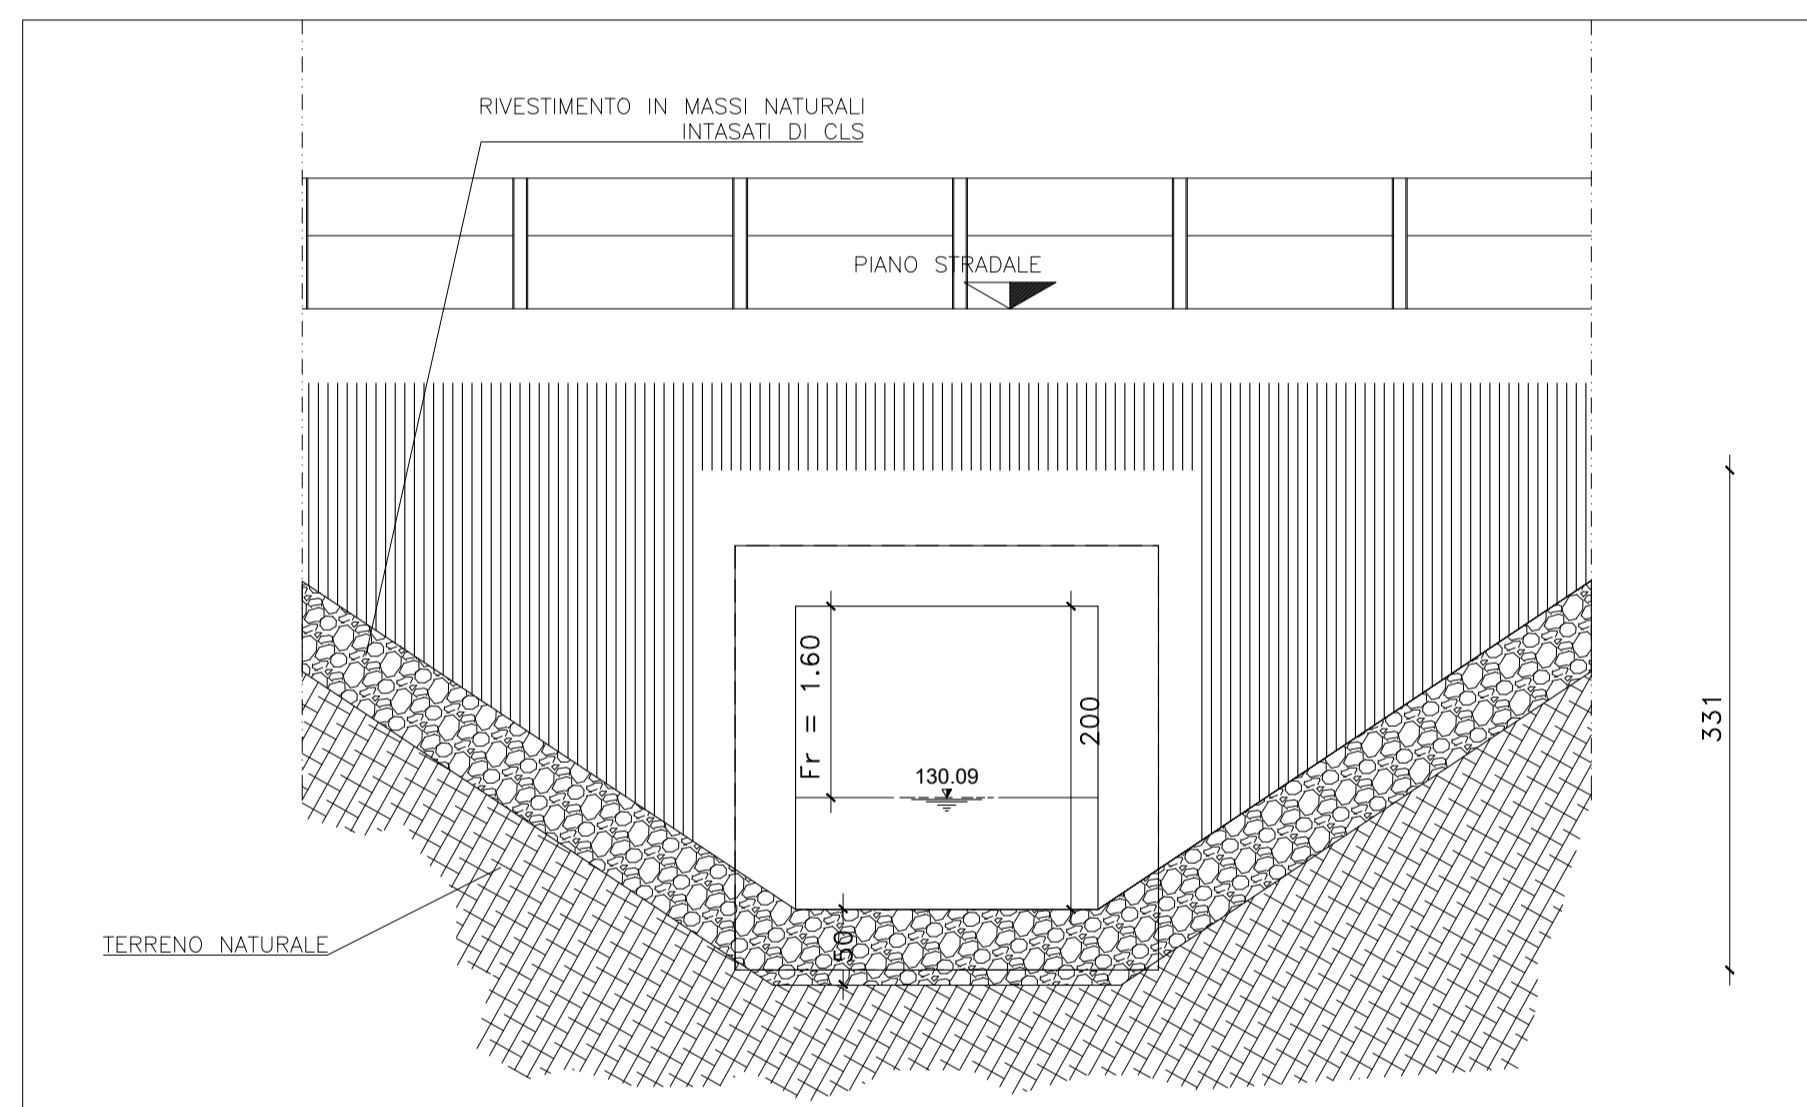 RIVESTIMENTO IN MASSI NATURALI
INTASATI DI CLS
PIANO STRADALE
Fr = 1.60
200
331
130.09
50
TERRENO NATURALE